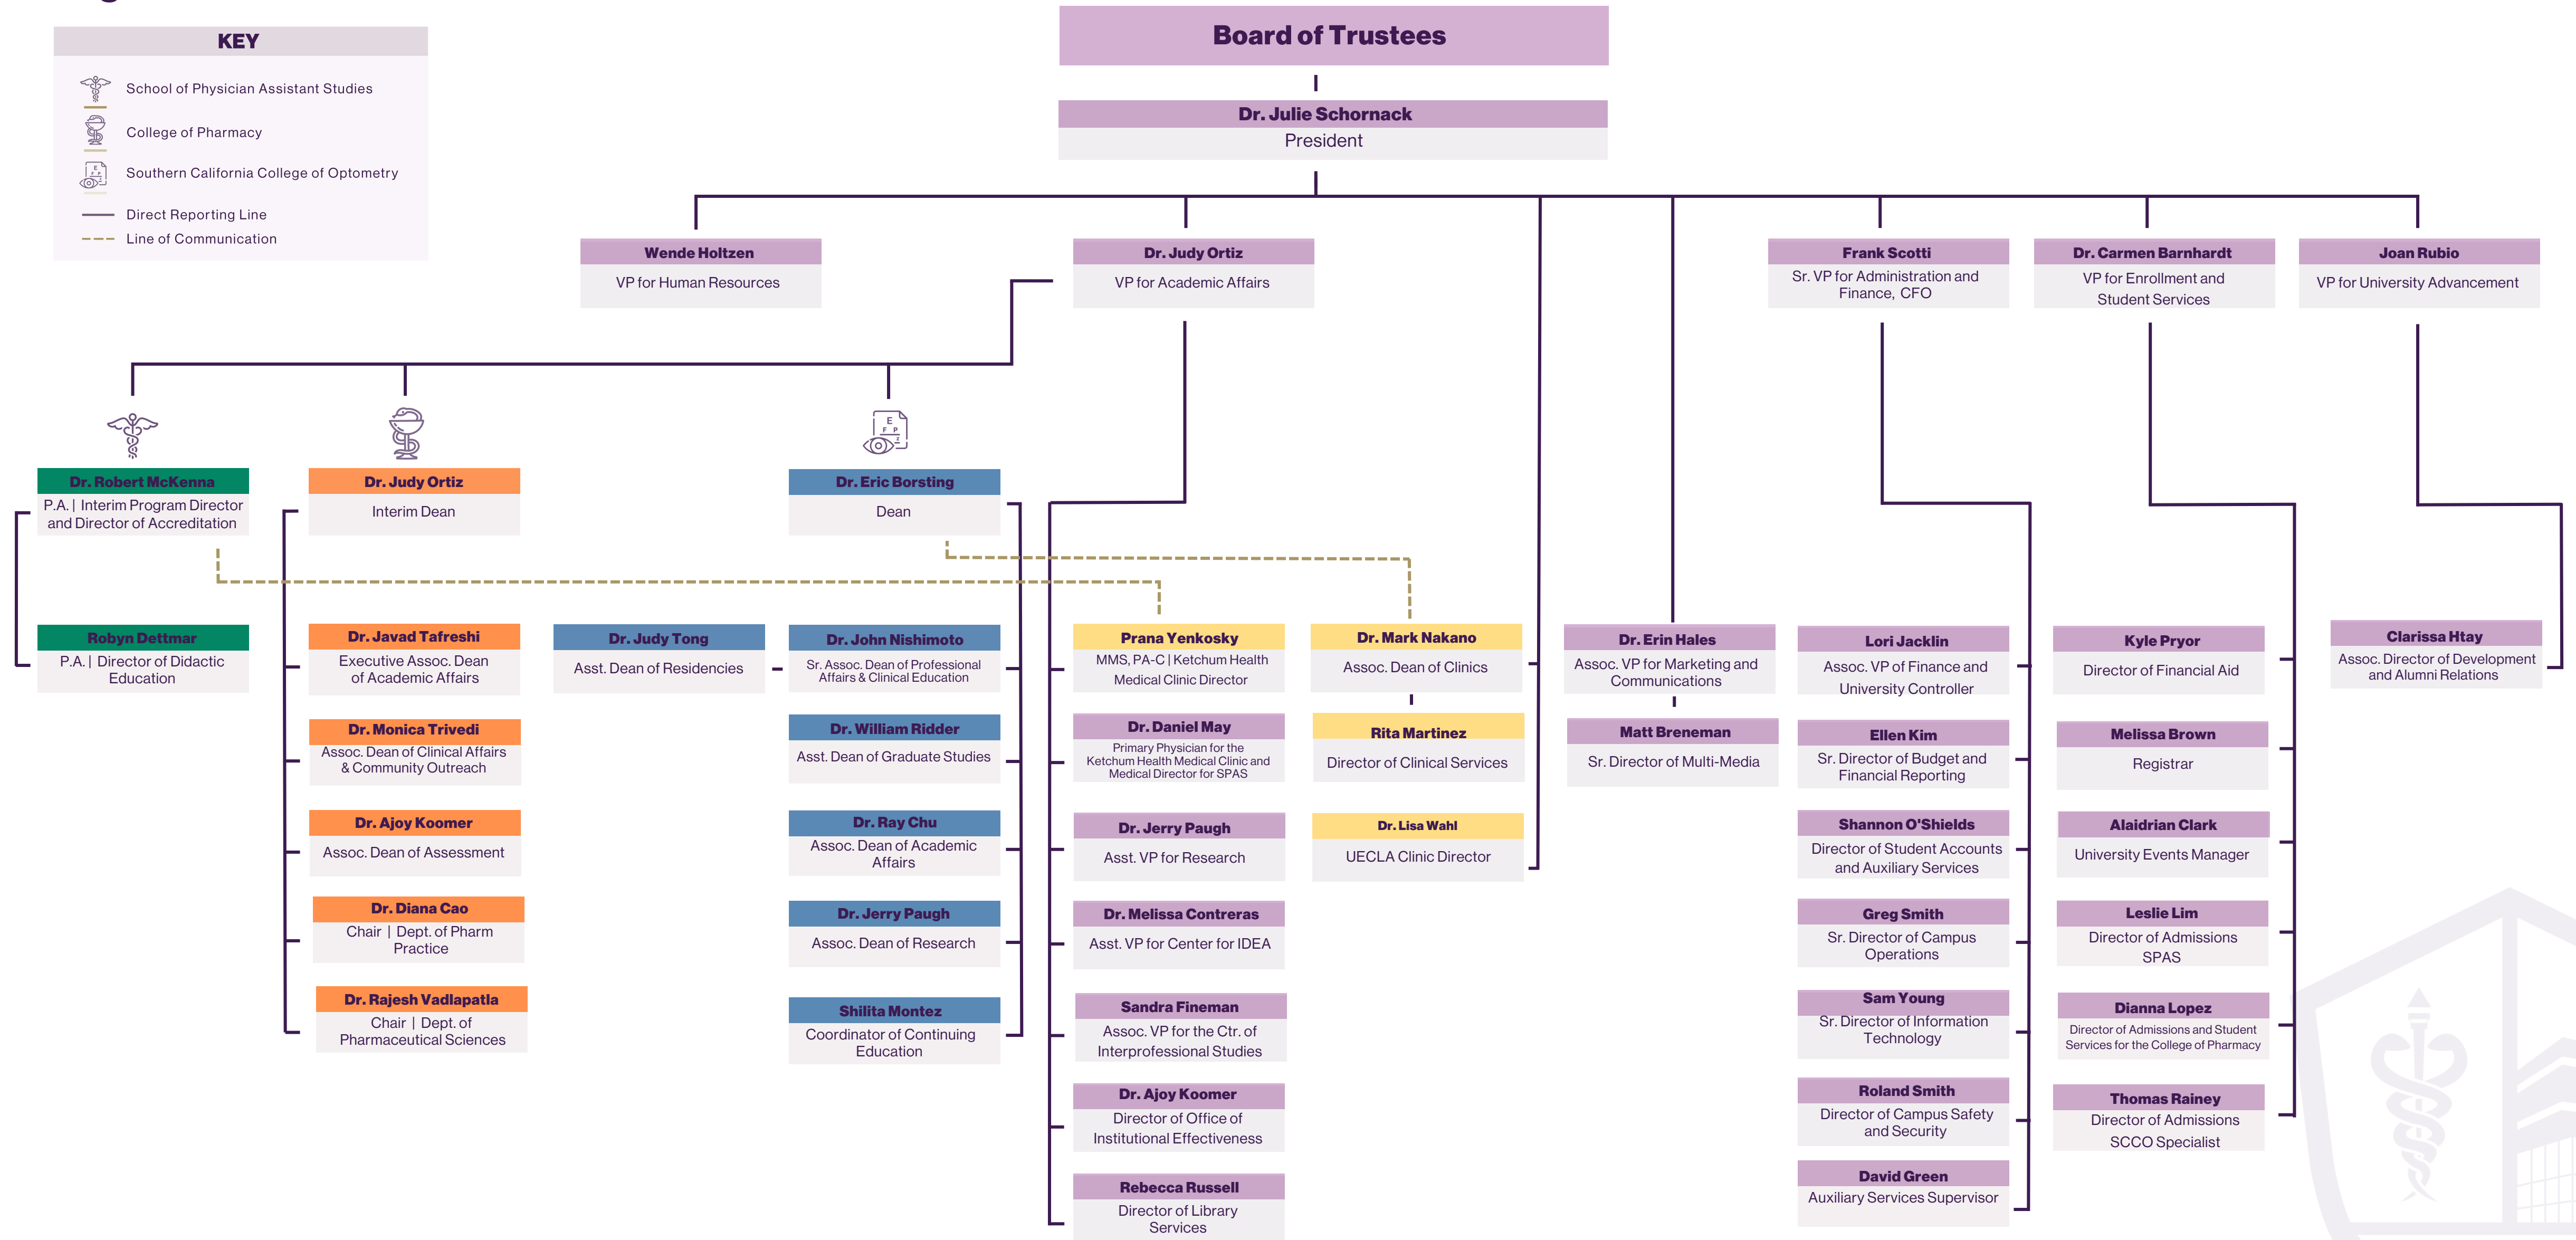 KEY
School of Physician Assistant Studies
College of Pharmacy
Southern California College of Optometry
Direct Reporting Line
Line of Communication
Board of Trustees
Dr. Julie Schornack
President
Wende Holtzen
VP for Human Resources
Dr. Judy Ortiz
VP for Academic Affairs
Frank Scotti
Sr. VP for Administration and
Finance, CFO
Dr. Carmen Barnhardt
VP for Enrollment and
Student Services
Joan Rubio
VP for University Advancement
E
F P
Dr. Robert McKenna
P.A. | Interim Program Director
and Director of Accreditation
Dr. Judy Ortiz
Interim Dean
Dr. Eric Borsting
Dean
Robyn Dettmar
P.A. | Director of Didactic
Education
Dr. Javad Tafreshi
Executive Assoc. Dean
of Academic Affairs
Dr. Monica Trivedi
Assoc. Dean of Clinical Affairs
& Community Outreach
Dr. Ajoy Koomer
Assoc. Dean of Assessment
Dr. Diana Cao
Chair | Dept. of Pharm
Practice
Dr. Rajesh Vadlapatla
Chair | Dept. of
Pharmaceutical Sciences
Dr. Judy Tong
Asst. Dean of Residencies
Dr. John Nishimoto
Sr. Assoc. Dean of Professional
Affairs & Clinical Education
Dr. William Ridder
Asst. Dean of Graduate Studies
Dr. Ray Chu
Assoc. Dean of Academic
Affairs
Dr. Jerry Paugh
Assoc. Dean of Research
Shilita Montez
Coordinator of Continuing
Education
Prana Yenkosky
MMS, PA-C | Ketchum Health
Medical Clinic Director
Dr. Daniel May
Primary Physician for the
Ketchum Health Medical Clinic and
Medical Director for SPAS
Dr. Jerry Paugh
Asst. VP for Research
Dr. Melissa Contreras
Asst. VP for Center for IDEA
Sandra Fineman
Assoc. VP for the Ctr. of
Interprofessional Studies
Dr. Ajoy Koomer
Director of Office of
Institutional Effectiveness
Rebecca Russell
Director of Library
Services
Dr. Mark Nakano
Assoc. Dean of Clinics
Rita Martinez
Director of Clinical Services
Dr. Lisa Wahl
UECLA Clinic Director
Dr. Erin Hales
Assoc. VP for Marketing and
Communications
Matt Breneman
Sr. Director of Multi-Media
Lori Jacklin
Assoc. VP of Finance and
University Controller
Ellen Kim
Sr. Director of Budget and
Financial Reporting
Shannon O'Shields
Director of Student Accounts
and Auxiliary Services
Greg Smith
Sr. Director of Campus
Operations
Sam Young
Sr. Director of Information
Technology
Roland Smith
Director of Campus Safety
and Security
David Green
Auxiliary Services Supervisor
Kyle Pryor
Director of Financial Aid
Melissa Brown
Registrar
Alaidrian Clark
University Events Manager
Leslie Lim
Director of Admissions
SPAS
Dianna Lopez
Director of Admissions and Student
Services for the College of Pharmacy
Thomas Rainey
Director of Admissions
SCCO Specialist
Clarissa Htay
Assoc. Director of Development
and Alumni Relations